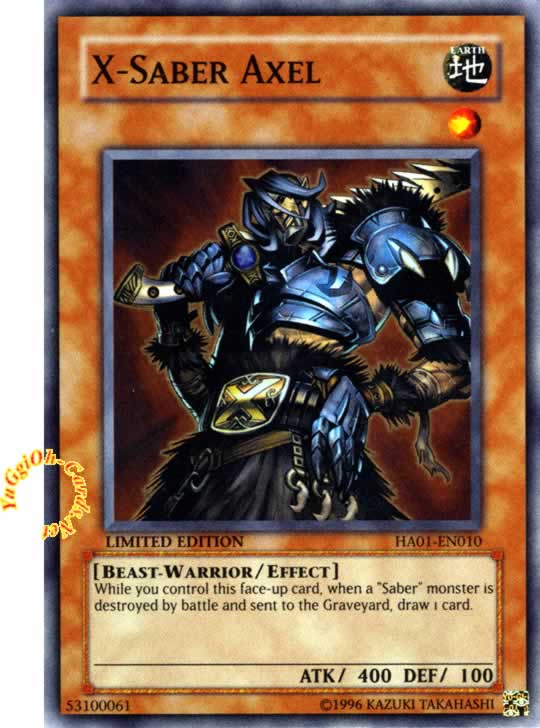 X-SABER AXEL
EARTH
地
X
YuGgiOh-Cards.Net
LIMITED EDITION HA01-EN010
[BEAST-WARRIOR/EFFECT]
While you control this face-up card, when a "Saber" monster is
destroyed by battle and sent to the Graveyard, draw 1 card.
ATK/ 400 DEF/ 100
53100061 ©1996 KAZUKI TAKAHASHI